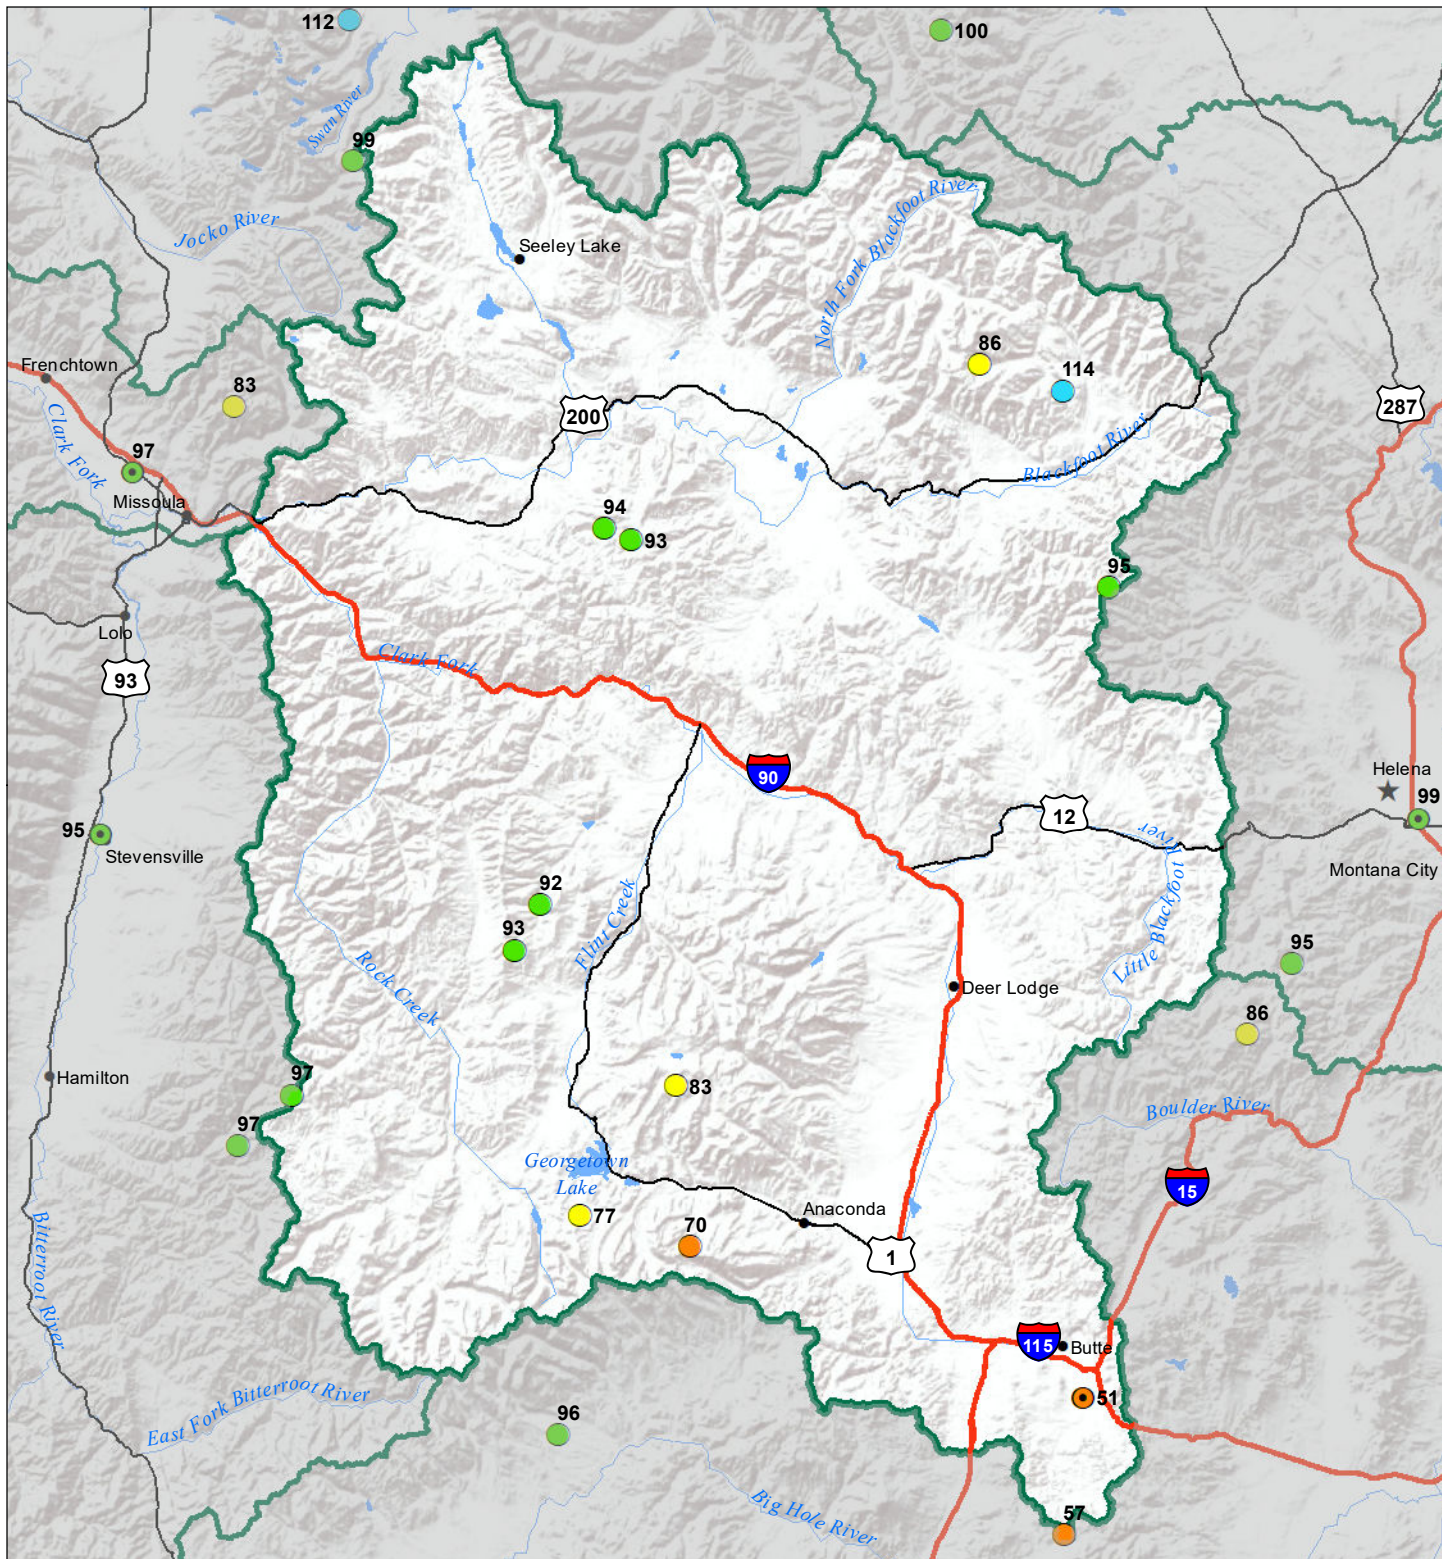 112
100
Swan River
99
North Fork Blackfoot River
Jocko River
Seeley Lake
86
Frenchtown
114
83
287
200
Clark Fork
Blackfoot River
97
Missoula
94
93
95
Lolo
Clark Fork
93
90
Helena
99
12
95
Stevensville
Little Blackfoot River
Montana City
92
Flint Creek
93
95
Rock Creek
Deer Lodge
86
Hamilton
97
83
Boulder River
97
Georgetown
Lake
15
77
Anaconda
70
1
Bitterroot River
115
Butte
51
East Fork Bitterroot River
96
Big Hole River
57